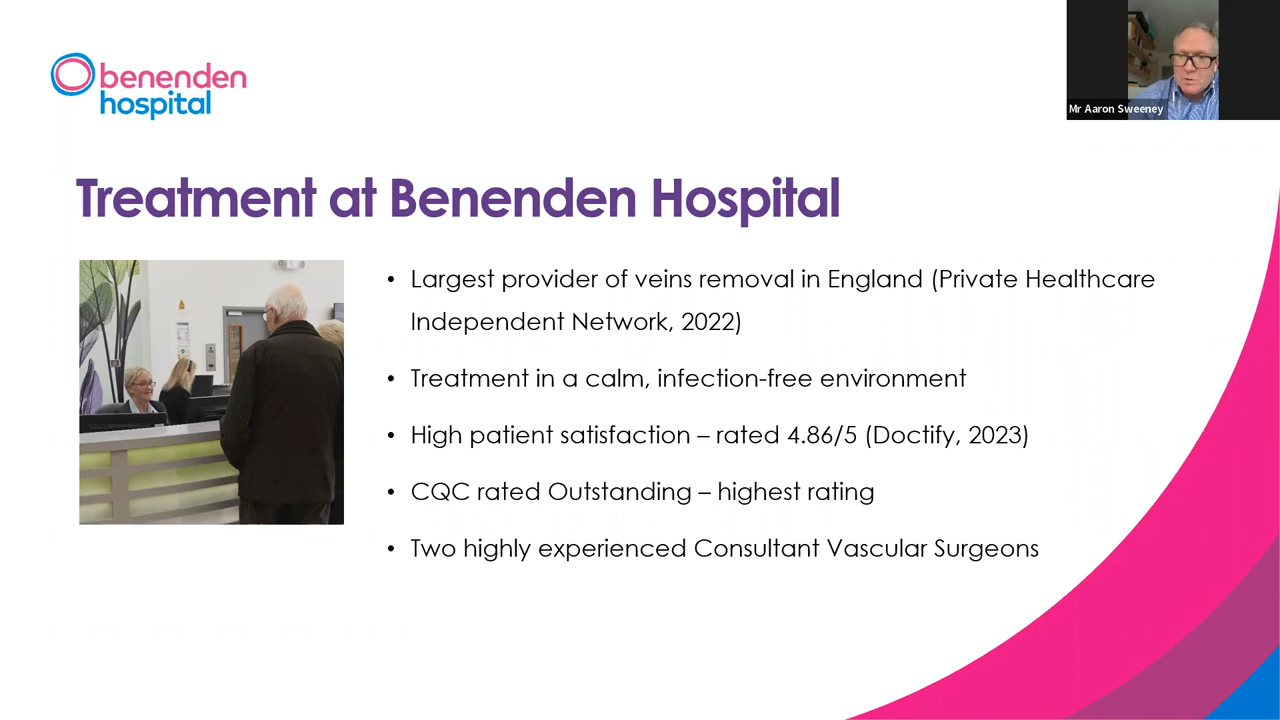 benenden
hospital
Mr Aaron Sweeney
Treatment at Benenden Hospital
• Largest provider of veins removal in England (Private Healthcare
Independent Network, 2022)
• Treatment in a calm, infection-free environment
• High patient satisfaction – rated 4.86/5 (Doctify, 2023)
• CQC rated Outstanding – highest rating
• Two highly experienced Consultant Vascular Surgeons